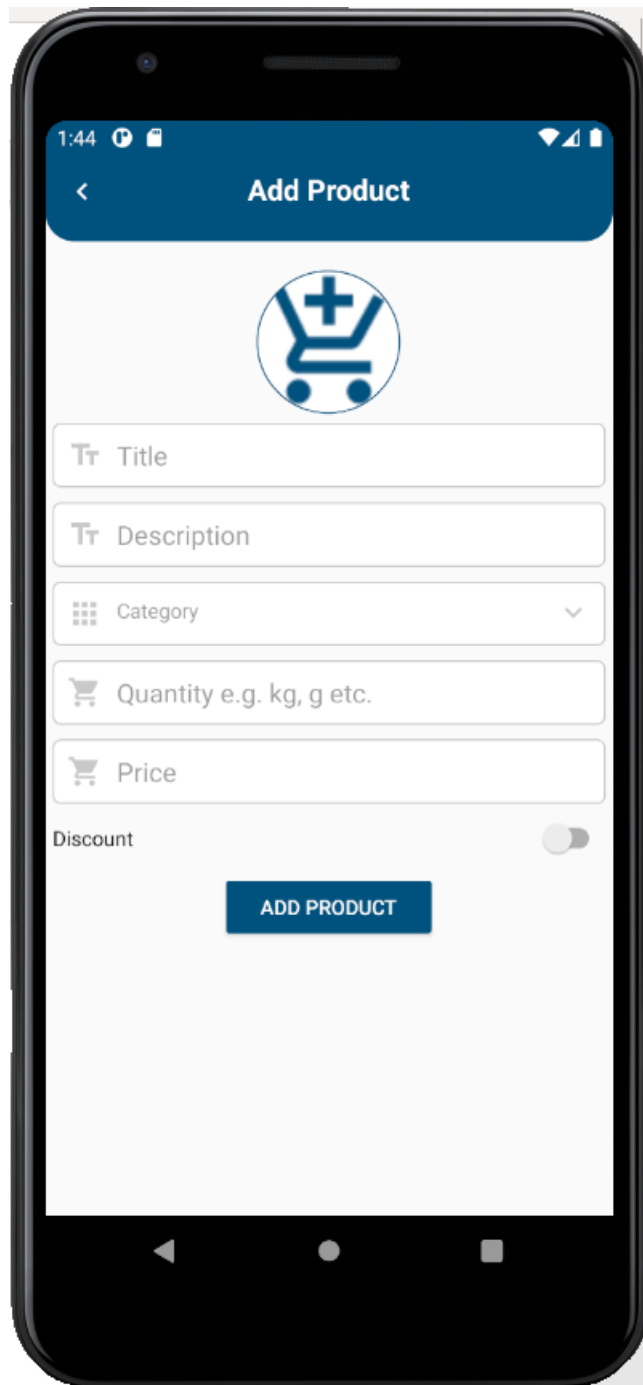 1:44
Add Product
Title
Description
Category
Quantity e.g. kg, g etc.
Price
Discount
ADD PRODUCT